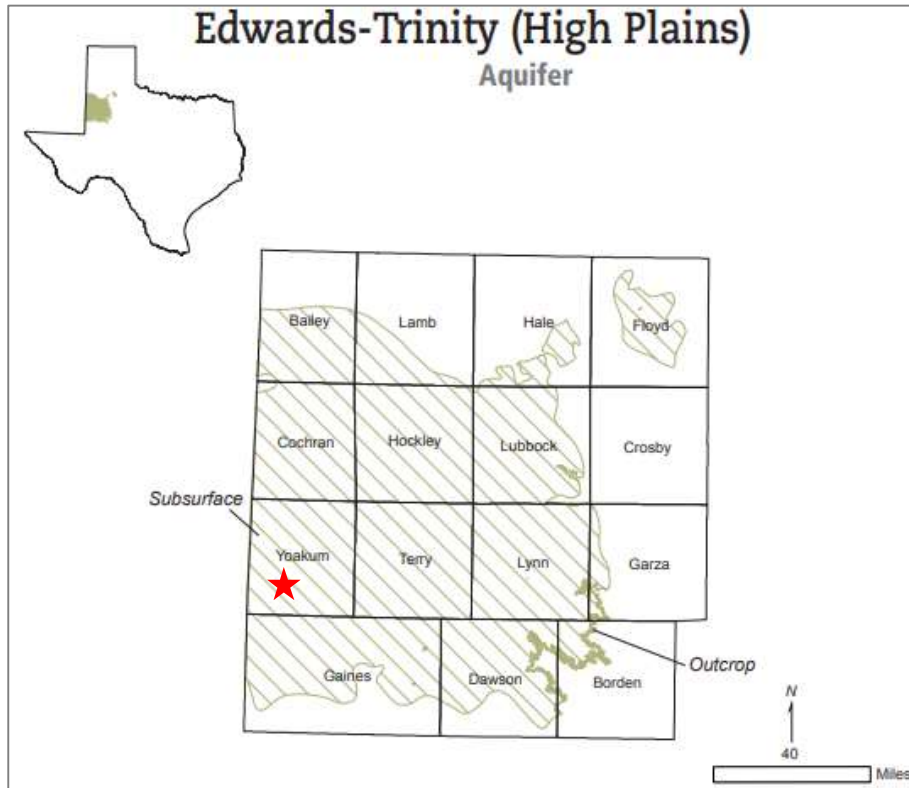 Edwards-Trinity (High Plains)
Aquifer
Bailey
Lamb
Hale
Floyd
Cochran
Hockley
Lubbock
Crosby
Subsurface
Yoakum
Terry
Lynn
Garza
Gaines
Dawson
Borden
Outcrop
N
40
Miles